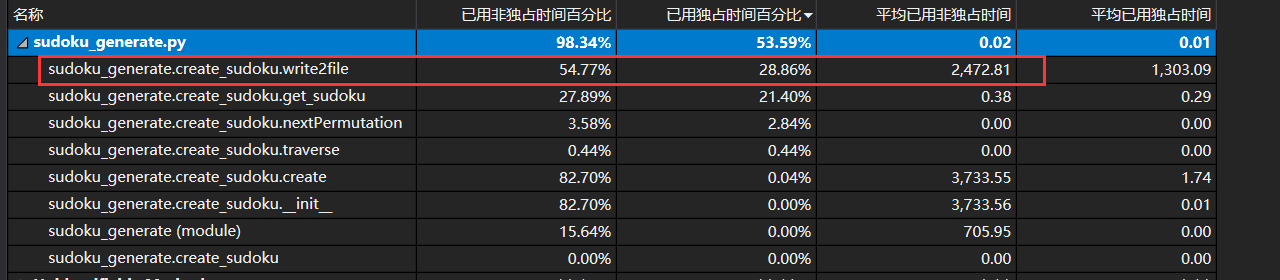 名称 已用非独占时间百分比 已用独占时间百分比 平均已用非独占时间 平均已用独占时间
sudoku_generate.py 98.34% 53.59% 0.02 0.01
sudoku_generate.create_sudoku.write2file 54.77% 28.86% 2,472.81 1,303.09
sudoku_generate.create_sudoku.get_sudoku 27.89% 21.40% 0.38 0.29
sudoku_generate.create_sudoku.nextPermutation 3.58% 2.84% 0.00 0.00
sudoku_generate.create_sudoku.traverse 0.44% 0.44% 0.00 0.00
sudoku_generate.create_sudoku.create 82.70% 0.04% 3,733.55 1.74
sudoku_generate.create_sudoku.__init__ 82.70% 0.00% 3,733.56 0.01
sudoku_generate (module) 15.64% 0.00% 705.95 0.00
sudoku_generate.create_sudoku 0.00% 0.00% 0.00 0.00